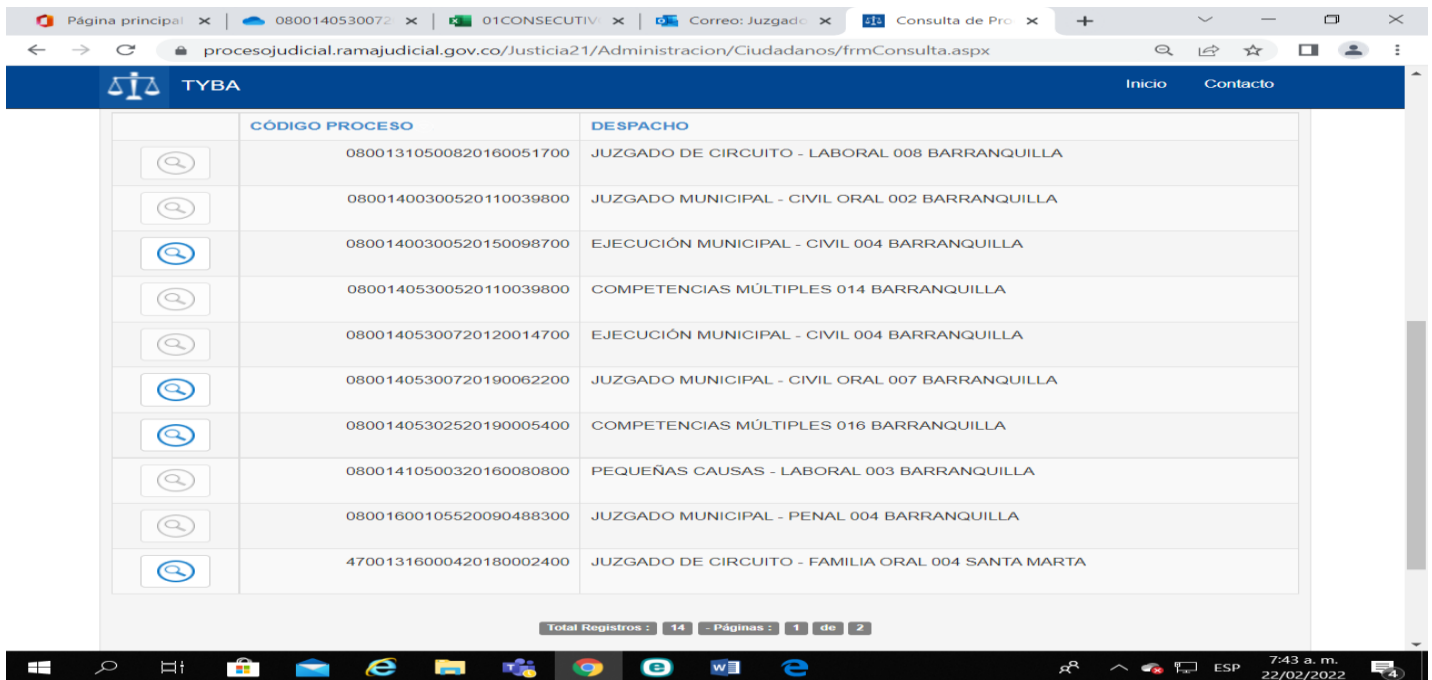 Página principal
0800140530072
01CONSECUTIV
Correo: Juzgado
Consulta de Pro
procesojudicial.ramajudicial.gov.co/Justicia21/Administracion/Ciudadanos/frmConsulta.aspx
TYBA Inicio Contacto
CÓDIGO PROCESO DESPACHO
08001310500820160051700 JUZGADO DE CIRCUITO - LABORAL 008 BARRANQUILLA
08001400300520110039800 JUZGADO MUNICIPAL - CIVIL ORAL 002 BARRANQUILLA
08001400300520150098700 EJECUCIÓN MUNICIPAL - CIVIL 004 BARRANQUILLA
08001405300520110039800 COMPETENCIAS MÚLTIPLES 014 BARRANQUILLA
08001405300720120014700 EJECUCIÓN MUNICIPAL - CIVIL 004 BARRANQUILLA
08001405300720190062200 JUZGADO MUNICIPAL - CIVIL ORAL 007 BARRANQUILLA
08001405302520190005400 COMPETENCIAS MÚLTIPLES 016 BARRANQUILLA
08001410500320160080800 PEQUEÑAS CAUSAS - LABORAL 003 BARRANQUILLA
08001600105520090488300 JUZGADO MUNICIPAL - PENAL 004 BARRANQUILLA
47001316000420180002400 JUZGADO DE CIRCUITO - FAMILIA ORAL 004 SANTA MARTA
Total Registros : 14 - Páginas : 1 de 2
ESP
7:43 a. m.
22/02/2022
4